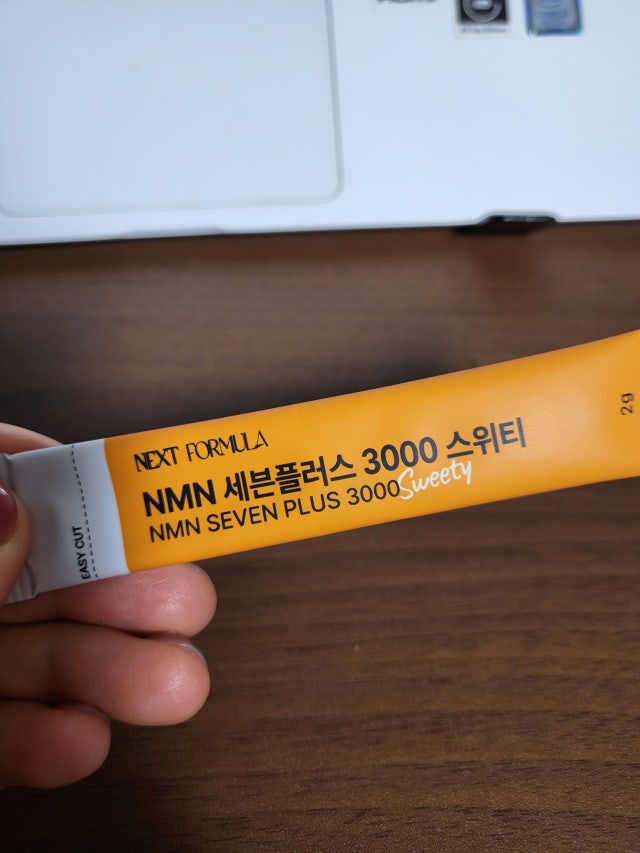 NEXT FORMULA
NMN 세븐플러스 3000 스위티
NMN SEVEN PLUS 3000 Sweety
EASY CUT
2g